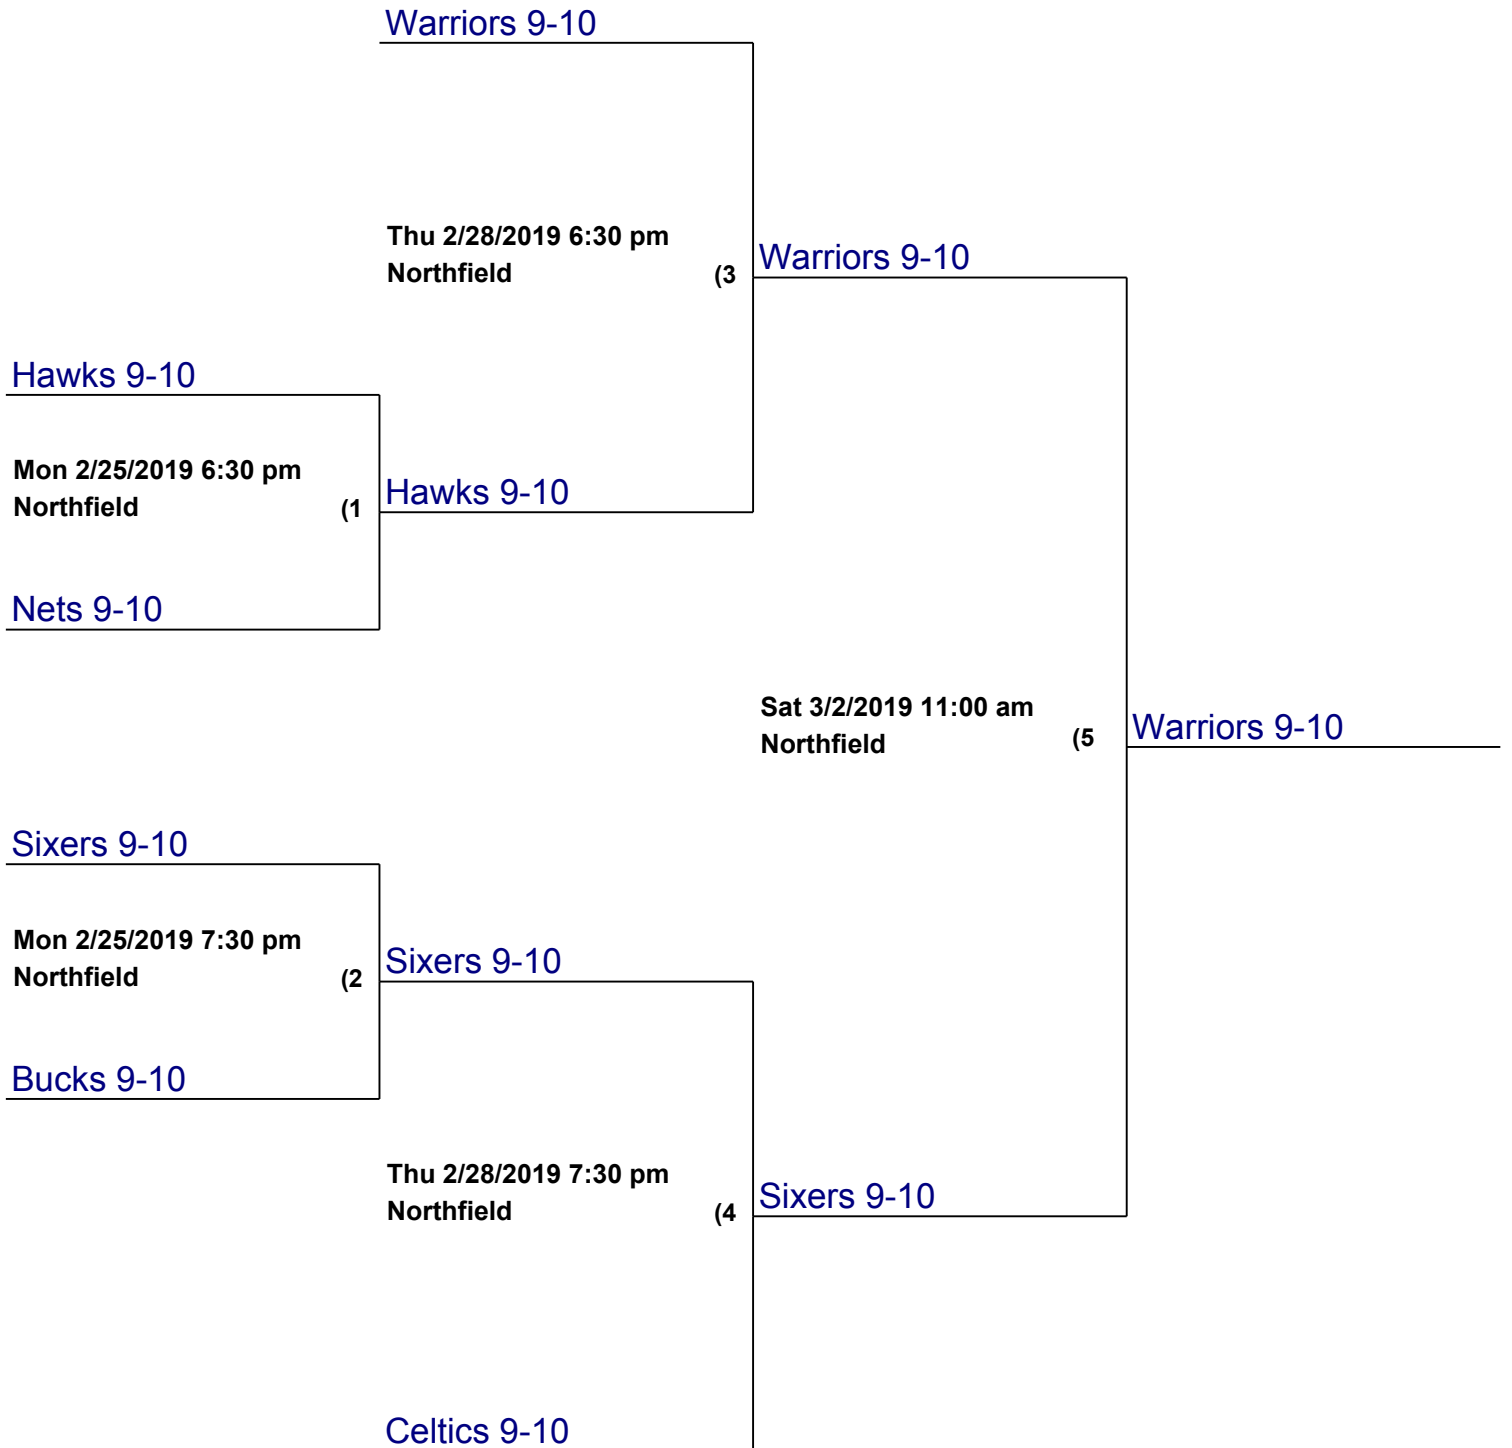 Warriors 9-10
Thu 2/28/2019 6:30 pm
Northfield (3
Warriors 9-10
Hawks 9-10
Mon 2/25/2019 6:30 pm
Northfield (1
Hawks 9-10
Nets 9-10
Sat 3/2/2019 11:00 am
Northfield (5
Warriors 9-10
Sixers 9-10
Mon 2/25/2019 7:30 pm
Northfield (2
Sixers 9-10
Bucks 9-10
Thu 2/28/2019 7:30 pm
Northfield (4
Sixers 9-10
Celtics 9-10